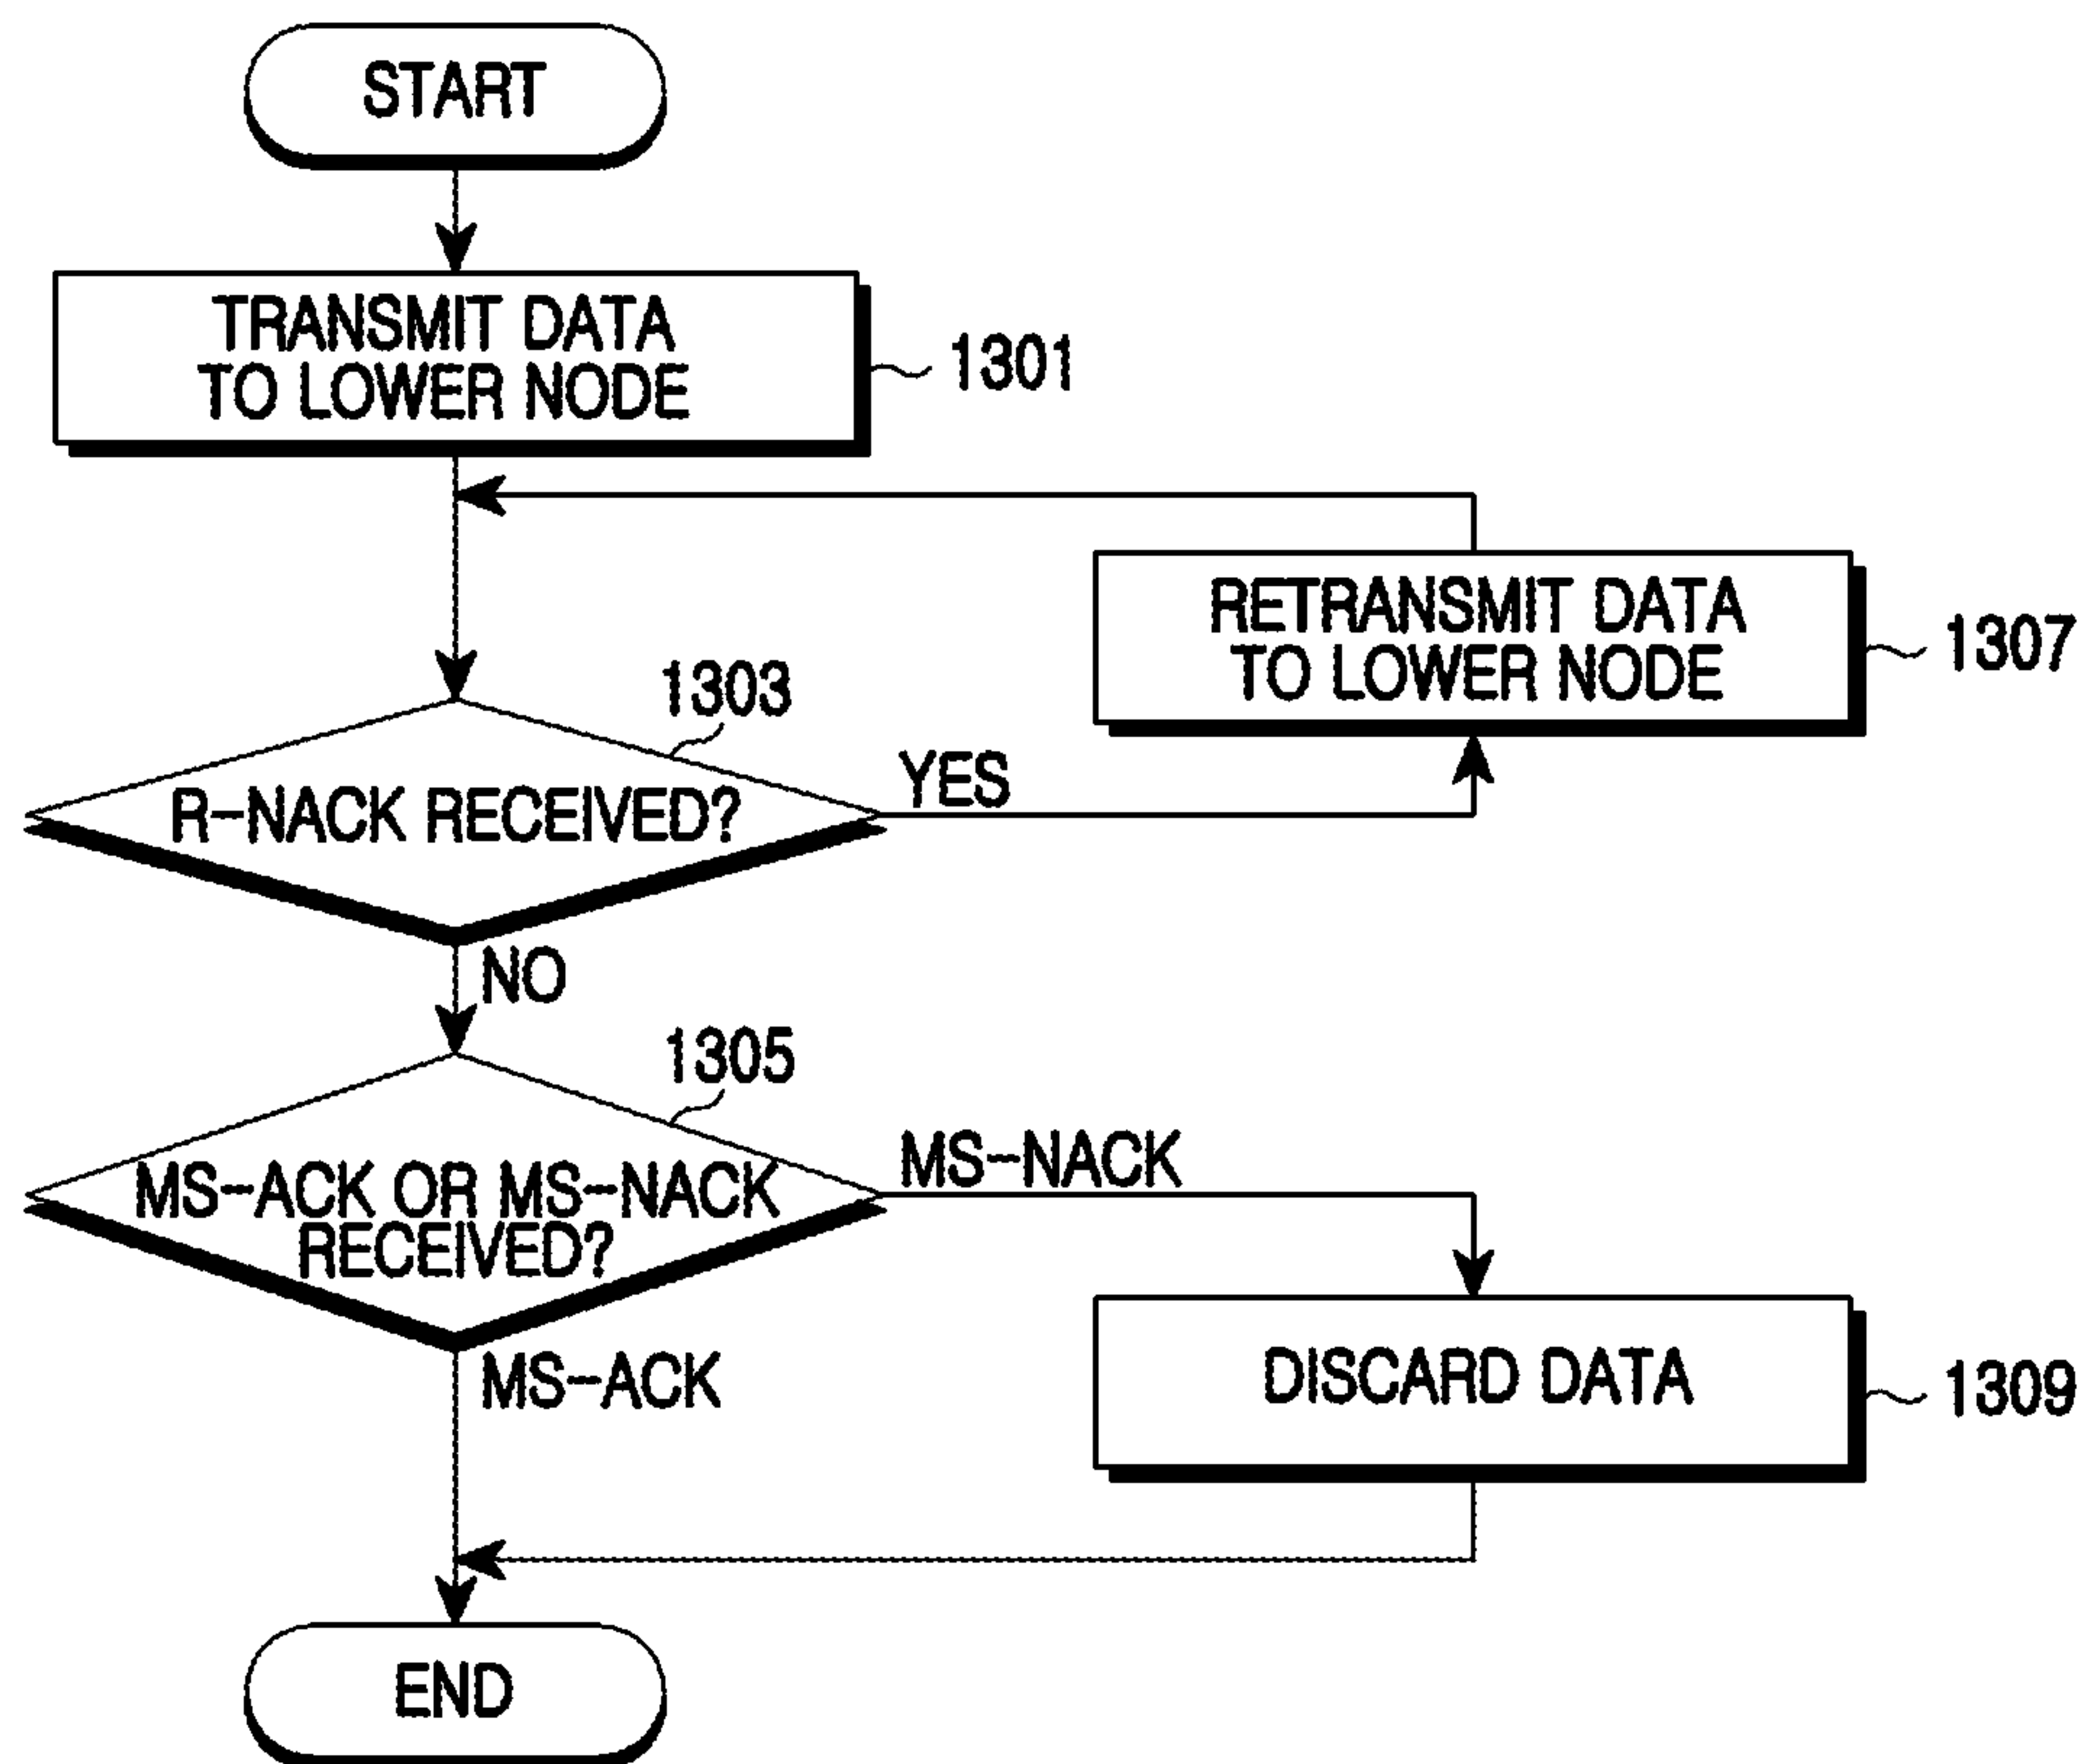 START
TRANSMIT DATA
TO LOWER NODE
1301
RETRANSMIT DATA
TO LOWER NODE
1307
1303
R-NACK RECEIVED?
YES
NO
1305
MS-ACK OR MS-NACK
RECEIVED?
MS-NACK
MS-ACK
DISCARD DATA
1309
END